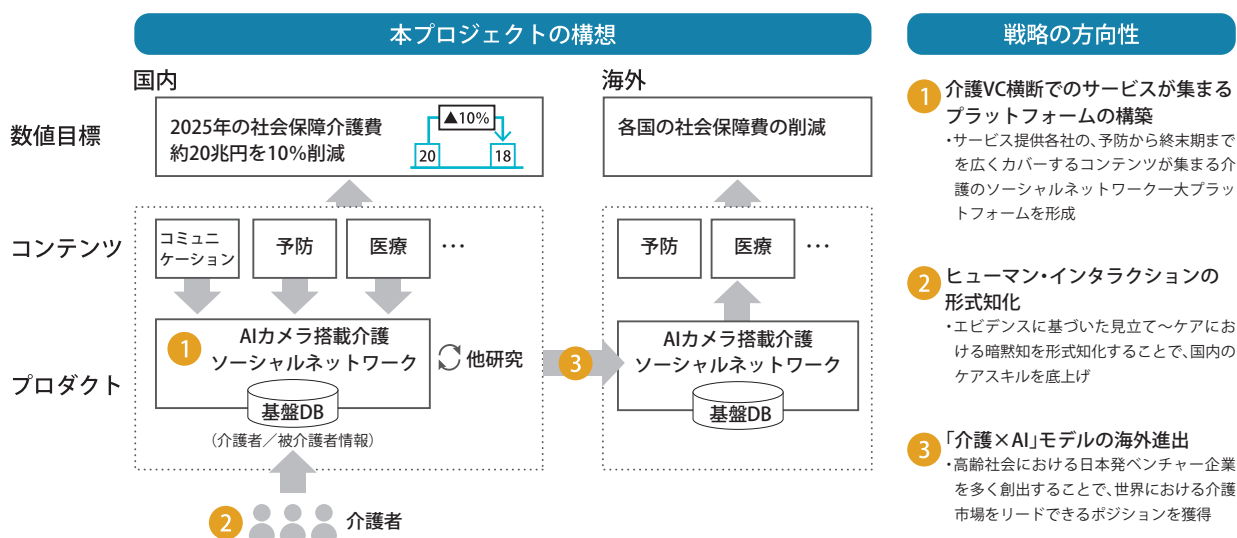 本プロジェクトの構想
戦略の方向性
国内
海外
数値目標
2025年の社会保障介護費
約20兆円を10%削減
▲10%
20
18
各国の社会保障費の削減
コンテンツ
コミュニ
ケーション
予防
医療
…
予防
医療
…
プロダクト
1
AIカメラ搭載介護
ソーシャルネットワーク
基盤DB
(介護者/被介護者情報)
他研究
3
AIカメラ搭載介護
ソーシャルネットワーク
基盤DB
2
介護者
1
介護VC横断でのサービスが集まる
プラットフォームの構築
・サービス提供各社の、予防から終末期まで
を広くカバーするコンテンツが集まる介
護のソーシャルネットワーク一大プラッ
トフォームを形成
2
ヒューマン・インタラクションの
形式知化
・エビデンスに基づいた見立て〜ケアにお
ける暗黙知を形式知化することで、国内の
ケアスキルを底上げ
3
「介護×AI」モデルの海外進出
・高齢社会における日本発ベンチャー企業
を多く創出することで、世界における介護
市場をリードできるポジションを獲得